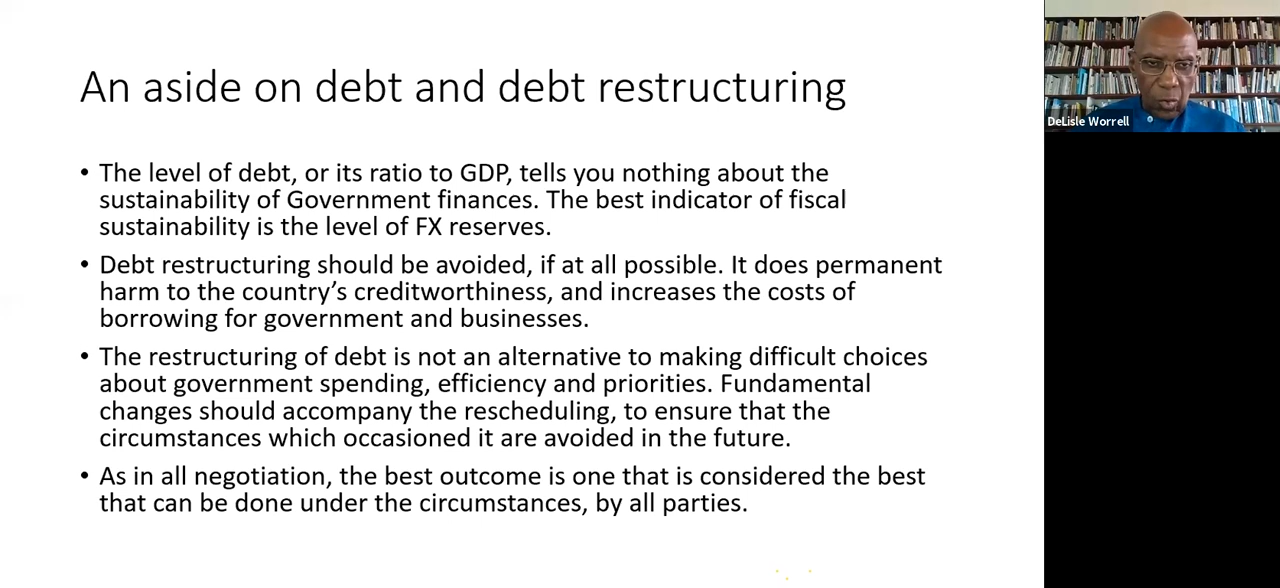 An aside on debt and debt restructuring
• The level of debt, or its ratio to GDP, tells you nothing about the
sustainability of Government finances. The best indicator of fiscal
sustainability is the level of FX reserves.
• Debt restructuring should be avoided, if at all possible. It does permanent
harm to the country’s creditworthiness, and increases the costs of
borrowing for government and businesses.
• The restructuring of debt is not an alternative to making difficult choices
about government spending, efficiency and priorities. Fundamental
changes should accompany the rescheduling, to ensure that the
circumstances which occasioned it are avoided in the future.
• As in all negotiation, the best outcome is one that is considered the best
that can be done under the circumstances, by all parties.
DeLisle Worrell